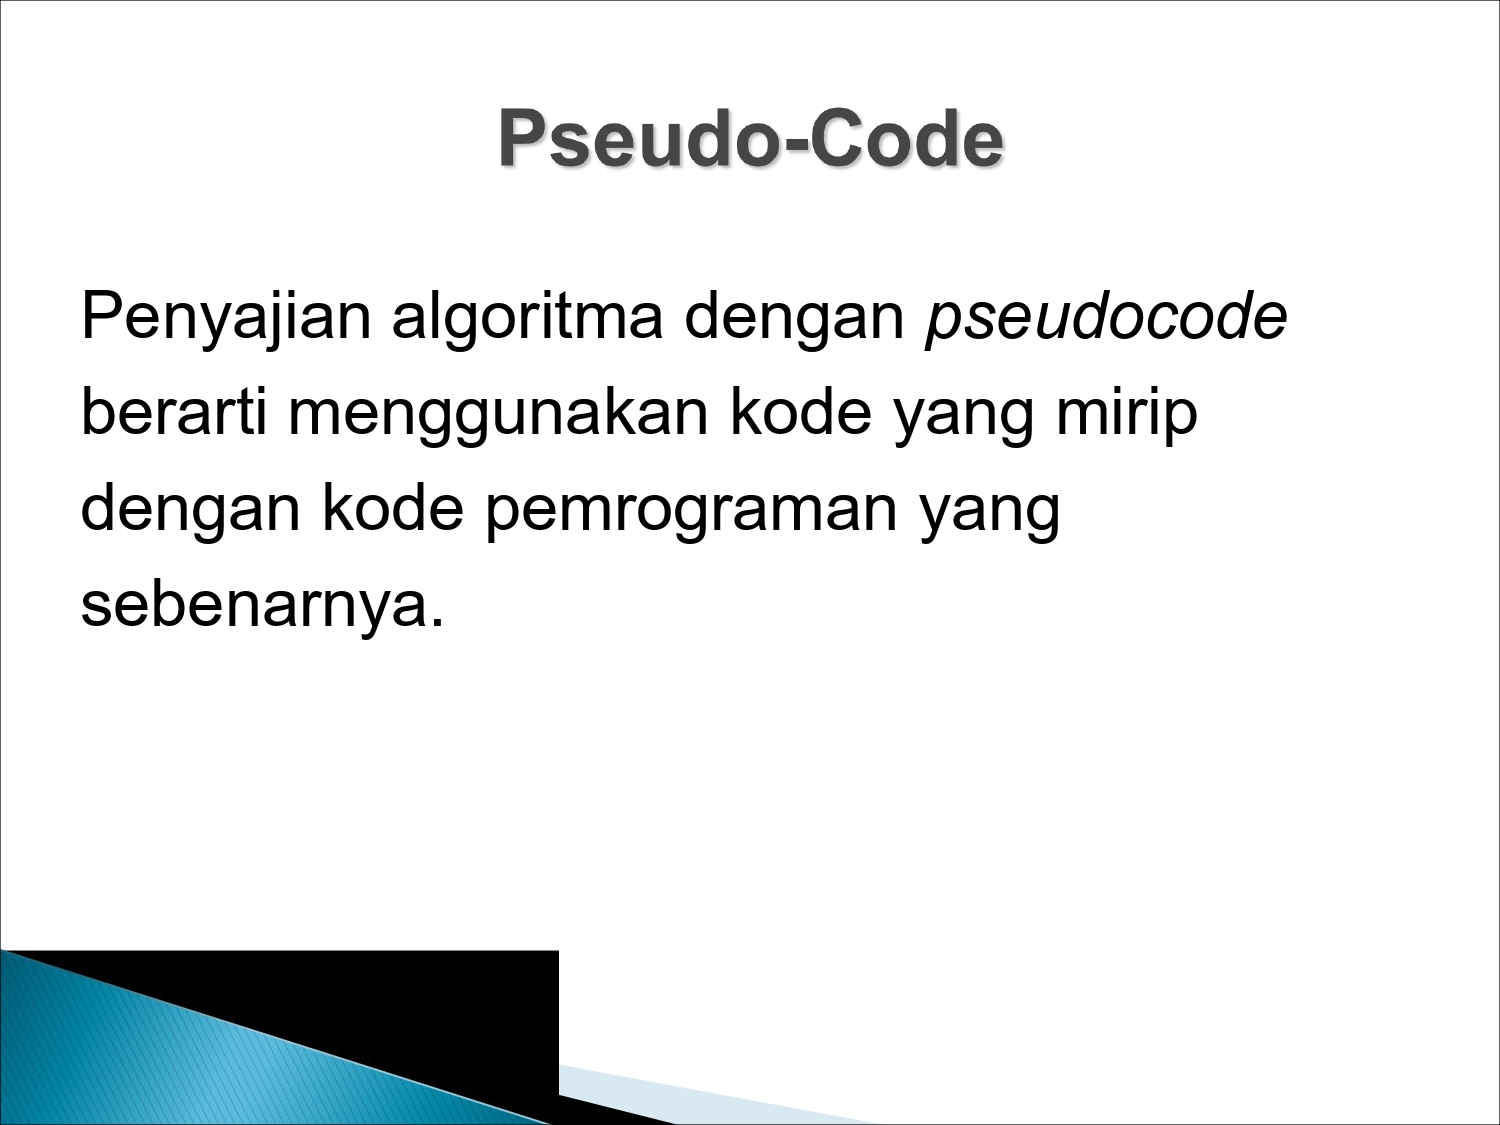 Pseudo-Code
Penyajian algoritma dengan pseudocode
berarti menggunakan kode yang mirip
dengan kode pemrograman yang
sebenarnya.